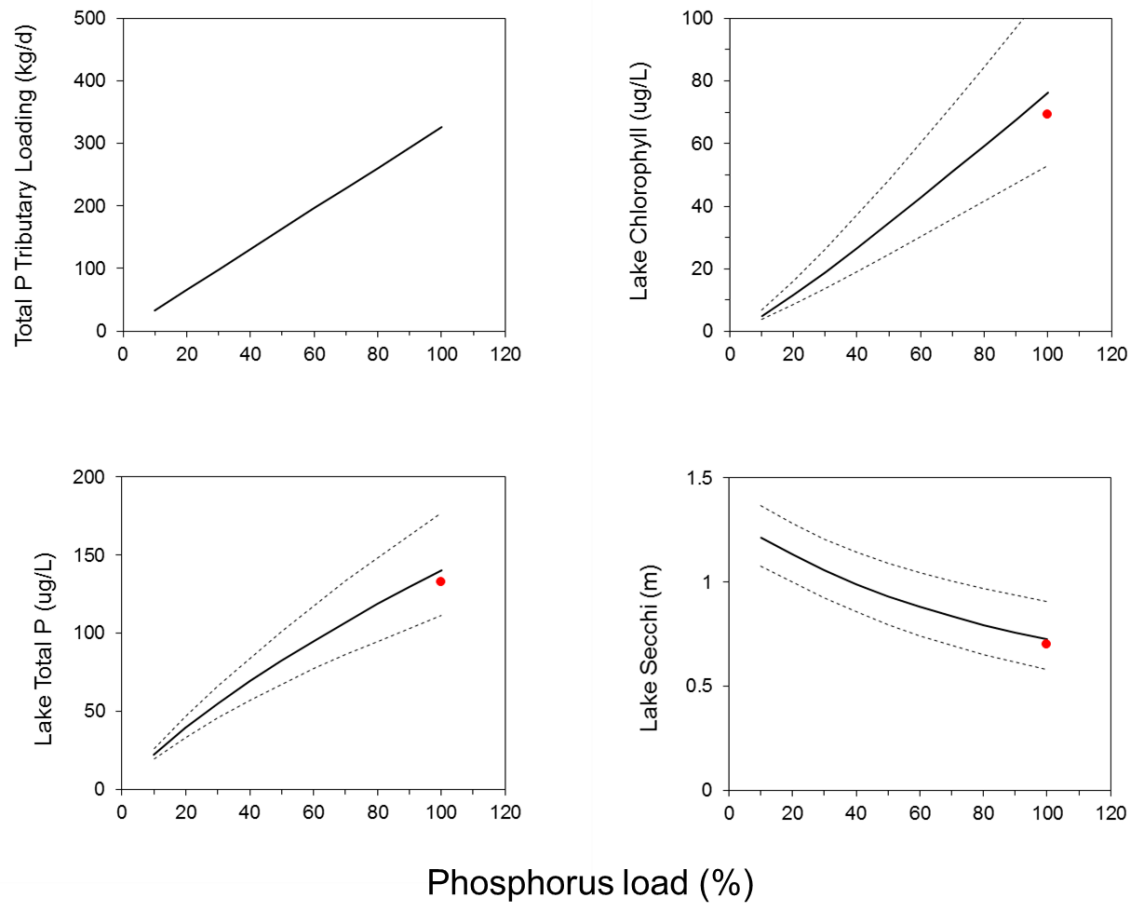 Total P Tributary Loading (kg/d)
500
400
300
200
100
0
0 20 40 60 80 100 120
Lake Chlorophyll (ug/L)
100
80
60
40
20
0
0 20 40 60 80 100 120
Lake Total P (ug/L)
200
150
100
50
0
0 20 40 60 80 100 120
Lake Secchi (m)
1.5
1
0.5
0
0 20 40 60 80 100 120
Phosphorus load (%)